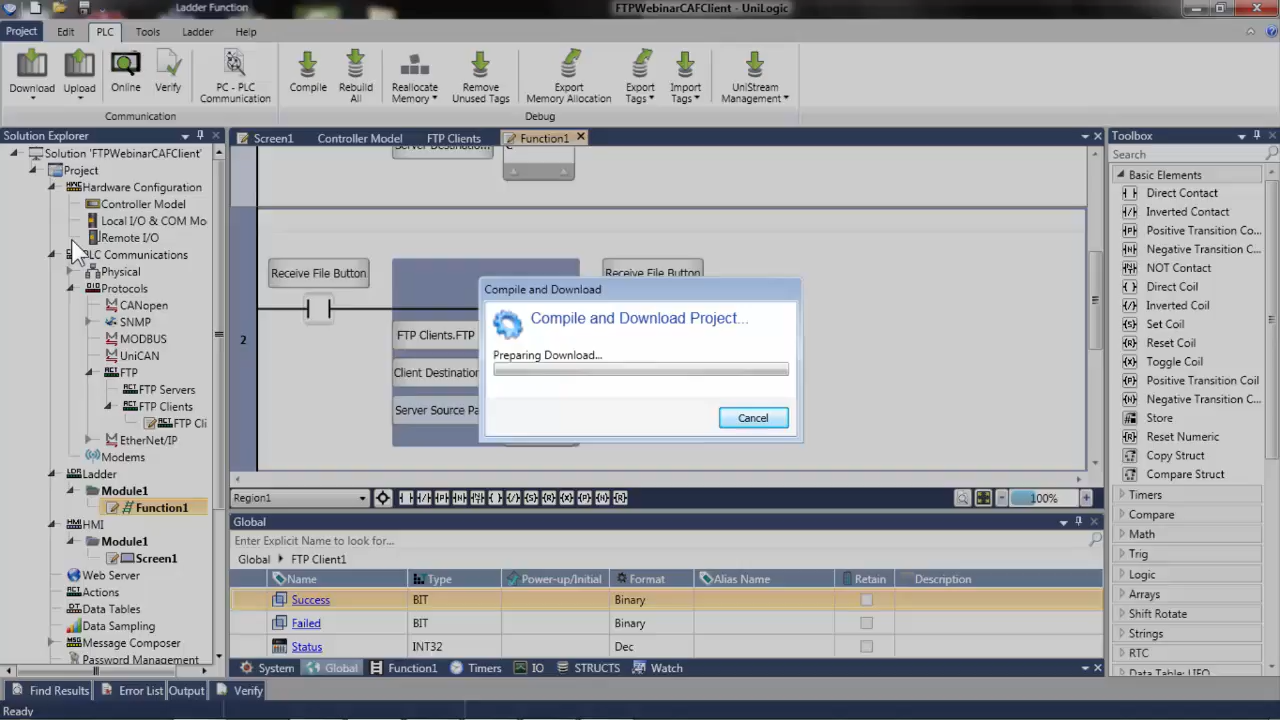 Ladder Function
FTPWebinarCAFClient - UniLogic
Project Edit PLC Tools Ladder Help
Download Upload Online Verify PC - PLC Communication Compile Rebuild All Reallocate Memory Remove Unused Tags Export Memory Allocation Export Tags Import Tags UniStream Management
Communication Debug
Solution Explorer
Solution 'FTPWebinarCAFClient'
Project
Hardware Configuration
Controller Model
Local I/O & COM Mo
Remote I/O
PLC Communications
Physical
Protocols
CANopen
SNMP
MODBUS
UniCAN
FTP
FTP Servers
FTP Clients
FTP Cli
EtherNet/IP
Modems
Ladder
Module1
Function1
HMI
Module1
Screen1
Web Server
Actions
Data Tables
Data Sampling
Message Composer
Password Management
Screen1 Controller Model FTP Clients Function1
C
2
Receive File Button
Receive File Button
FTP Clients.FTP
Client Destination
Server Source Pa
Compile and Download
Compile and Download Project...
Preparing Download...
Cancel
Region1
100%
Global
Enter Explicit Name to look for...
Global FTP Client1
Name Type Power-up/Initial Format Alias Name Retain Description
Success BIT Binary
Failed BIT Binary
Status INT32 Dec
System Global Function1 Timers IO STRUCTS Watch
Toolbox
Search
Basic Elements
Direct Contact
Inverted Contact
Positive Transition Co...
Negative Transition C...
NOT Contact
Direct Coil
Inverted Coil
Set Coil
Reset Coil
Toggle Coil
Positive Transition Coil
Negative Transition C...
Store
Reset Numeric
Copy Struct
Compare Struct
Timers
Compare
Math
Trig
Logic
Arrays
Shift Rotate
Strings
RTC
Find Results Error List Output Verify
Ready